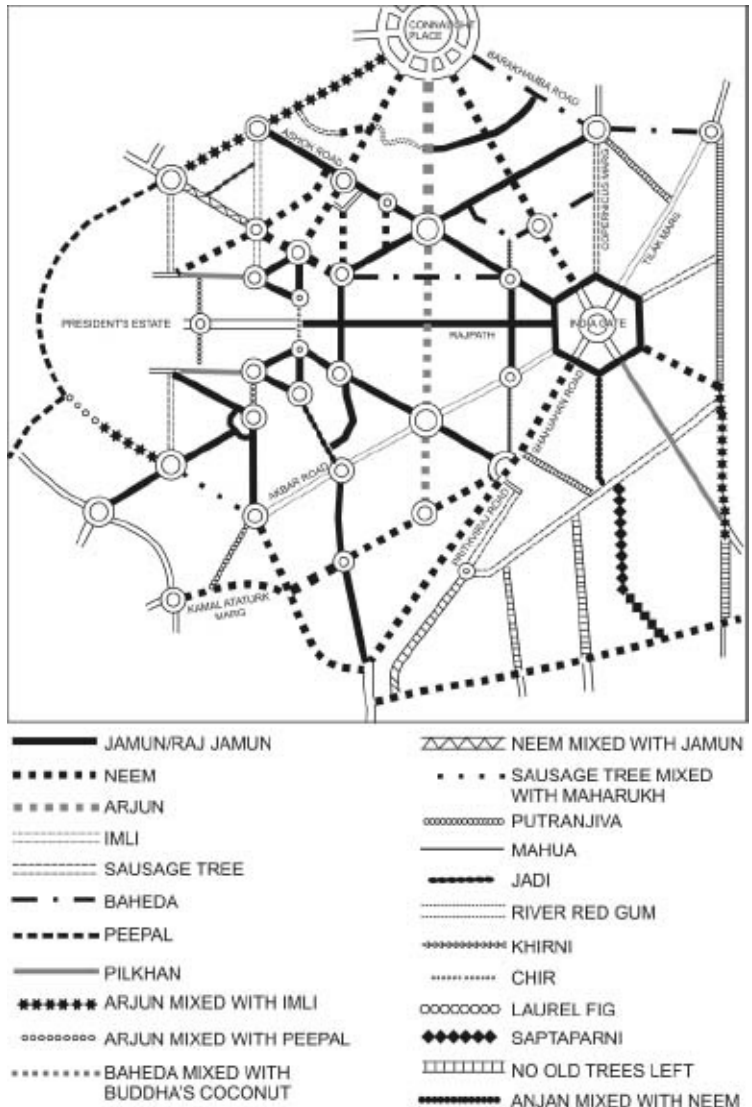 CONNAUGHT
PLACE
BARAKHAMBA ROAD
ASHOK ROAD
COPERNICUS MARG
TILAK MARG
PRESIDENT'S ESTATE
RAJPATH
INDIA GATE
SHAHJAHAN ROAD
AKBAR ROAD
PRITHVIRAJ ROAD
KAMAL ATATURK
MARG
JAMUN/RAJ JAMUN
NEEM
ARJUN
IMLI
SAUSAGE TREE
BAHEDA
PEEPAL
PILKHAN
ARJUN MIXED WITH IMLI
ARJUN MIXED WITH PEEPAL
BAHEDA MIXED WITH
BUDDHA'S COCONUT
NEEM MIXED WITH JAMUN
SAUSAGE TREE MIXED
WITH MAHARUKH
PUTRANJIVA
MAHUA
JADI
RIVER RED GUM
KHIRNI
CHIR
LAUREL FIG
SAPTAPARNI
NO OLD TREES LEFT
ANJAN MIXED WITH NEEM